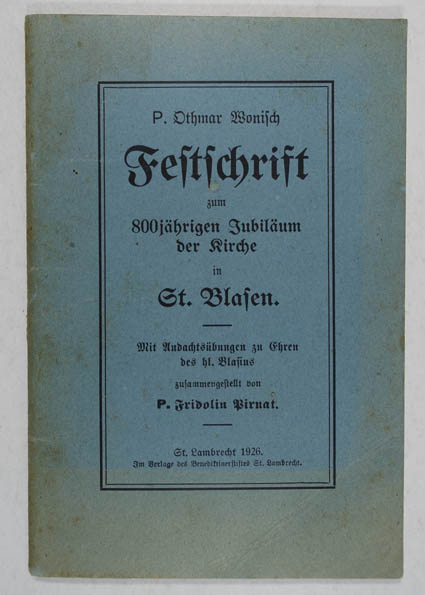 P. Othmar Wonisch
Festschrift
zum
800jährigen Jubiläum
der Kirche
in
St. Blasen.
Mit Andachtsübungen zu Ehren
des hl. Blasius
zusammengestellt von
P. Fridolin Pirnat.
St. Lambrecht 1926.
Im Verlage des Benediktinerstiftes St. Lambrecht.